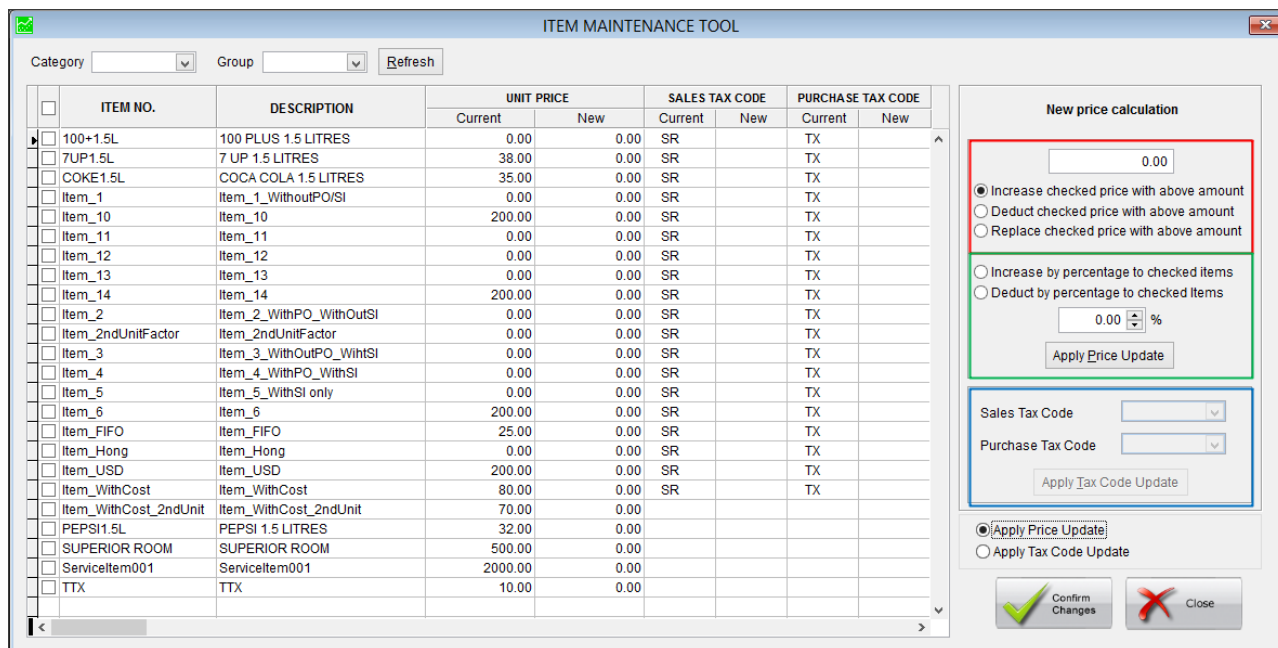 ITEM MAINTENANCE TOOL
Category Group Refresh
ITEM NO. DESCRIPTION UNIT PRICE SALES TAX CODE PURCHASE TAX CODE
Current New Current New Current New
100+1.5L 100 PLUS 1.5 LITRES 0.00 0.00 SR TX
7UP1.5L 7 UP 1.5 LITRES 38.00 0.00 SR TX
COKE1.5L COCA COLA 1.5 LITRES 35.00 0.00 SR TX
Item_1 Item_1_WithoutPO/SI 0.00 0.00 SR TX
Item_10 Item_10 200.00 0.00 SR TX
Item_11 Item_11 0.00 0.00 SR TX
Item_12 Item_12 0.00 0.00 SR TX
Item_13 Item_13 0.00 0.00 SR TX
Item_14 Item_14 200.00 0.00 SR TX
Item_2 Item_2_WithPO_WithOutSI 0.00 0.00 SR TX
Item_2ndUnitFactor Item_2ndUnitFactor 0.00 0.00 SR TX
Item_3 Item_3_WithOutPO_WihtSI 0.00 0.00 SR TX
Item_4 Item_4_WithPO_WithSI 0.00 0.00 SR TX
Item_5 Item_5_WithSI only 0.00 0.00 SR TX
Item_6 Item_6 200.00 0.00 SR TX
Item_FIFO Item_FIFO 25.00 0.00 SR TX
Item_Hong Item_Hong 0.00 0.00 SR TX
Item_USD Item_USD 200.00 0.00 SR TX
Item_WithCost Item_WithCost 80.00 0.00 SR TX
Item_WithCost_2ndUnit Item_WithCost_2ndUnit 70.00 0.00
PEPSI1.5L PEPSI 1.5 LITRES 32.00 0.00
SUPERIOR ROOM SUPERIOR ROOM 500.00 0.00
ServiceItem001 ServiceItem001 2000.00 0.00
TTX TTX 10.00 0.00
New price calculation
0.00
Increase checked price with above amount
Deduct checked price with above amount
Replace checked price with above amount
Increase by percentage to checked items
Deduct by percentage to checked Items
0.00 %
Apply Price Update
Sales Tax Code
Purchase Tax Code
Apply Tax Code Update
Apply Price Update
Apply Tax Code Update
Confirm
Changes
Close